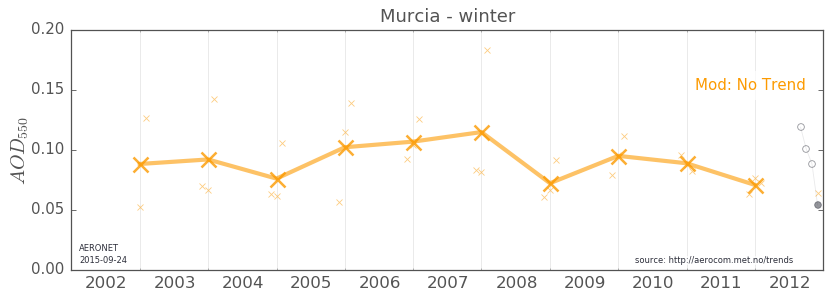 Murcia - winter
0.20
0.15
0.10
0.05
0.00
AOD550
Mod: No Trend
AERONET
2015-09-24
source: http://aerocom.met.no/trends
2002 2003 2004 2005 2006 2007 2008 2009 2010 2011 2012